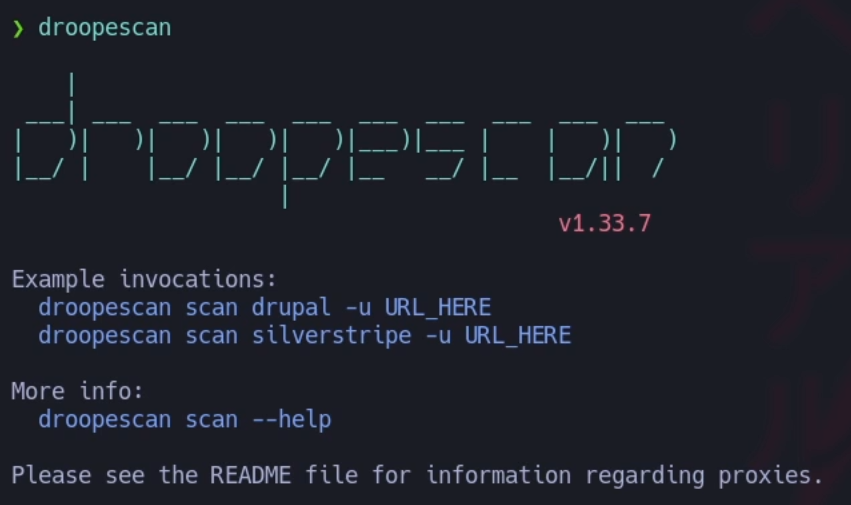 ❯ droopescan
droopescan
v1.33.7
Example invocations:
droopescan scan drupal -u URL_HERE
droopescan scan silverstripe -u URL_HERE
More info:
droopescan scan --help
Please see the README file for information regarding proxies.